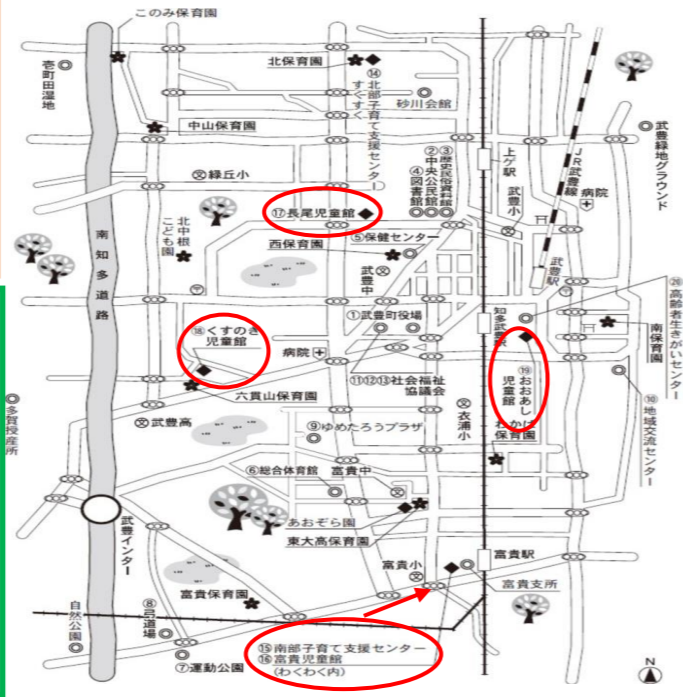 このみ保育園
北保育園
⑭北部子育て支援センター
すくすく
壱町田湿地
砂川会館
中山保育園
武豊緑地グラウンド
JR武豊線
上ゲ駅
③歴史民俗資料館
②中央公民館
④図書館
文緑丘小
武豊小
病院
⑰長尾児童館
北中根
こども園
西保育園
⑤保健センター
南知多道路
武豊中
文
武豊駅
⑳高齢者生きがいセンター
①武豊町役場
知多武豊駅
⑱くすのき
児童館
病院
南保育園
⑲おおあし
児童館
⑪⑫⑬社会福祉
協議会
六貫山保育園
⑩地域交流センター
多賀授産所
文武豊高
⑨ゆめたろうプラザ
文衣浦小
わかば
保育園
⑥総合体育館
富貴中
文
あおぞら園
東大高保育園
武豊インター
富貴小
文
富貴駅
富貴支所
富貴保育園
自然公園
⑧弓道場
⑦運動公園
⑮南部子育て支援センター
⑯富貴児童館
(わくわく内)
N